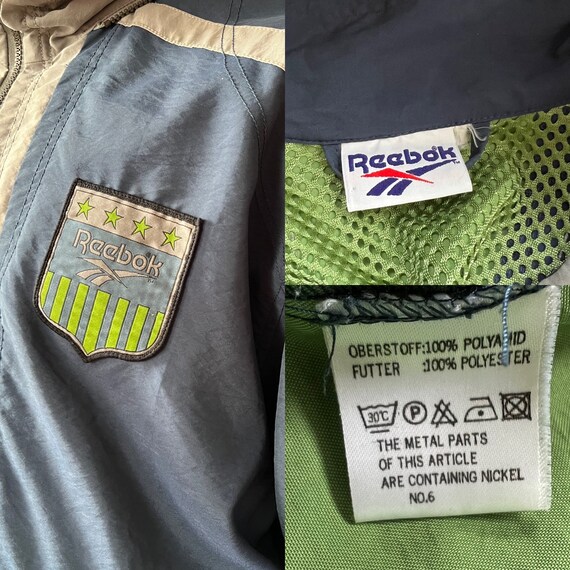 Reebok
Reebok
OBERSTOFF:100% POLYAMID
FUTTER :100% POLYESTER
30°C P
THE METAL PARTS
OF THIS ARTICLE
ARE CONTAINING NICKEL
NO.6